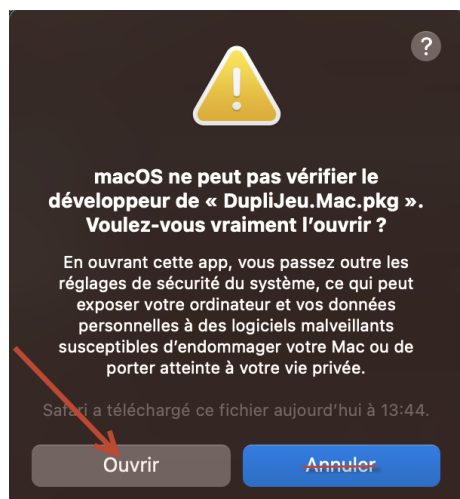 ?
macOS ne peut pas vérifier le
développeur de « DupliJeu.Mac.pkg ».
Voulez-vous vraiment l'ouvrir ?
En ouvrant cette app, vous passez outre les
réglages de sécurité du système, ce qui peut
exposer votre ordinateur et vos données
personnelles à des logiciels malveillants
susceptibles d'endommager votre Mac ou de
porter atteinte à votre vie privée.
Safari a téléchargé ce fichier aujourd'hui à 13:44.
Ouvrir
Annuler